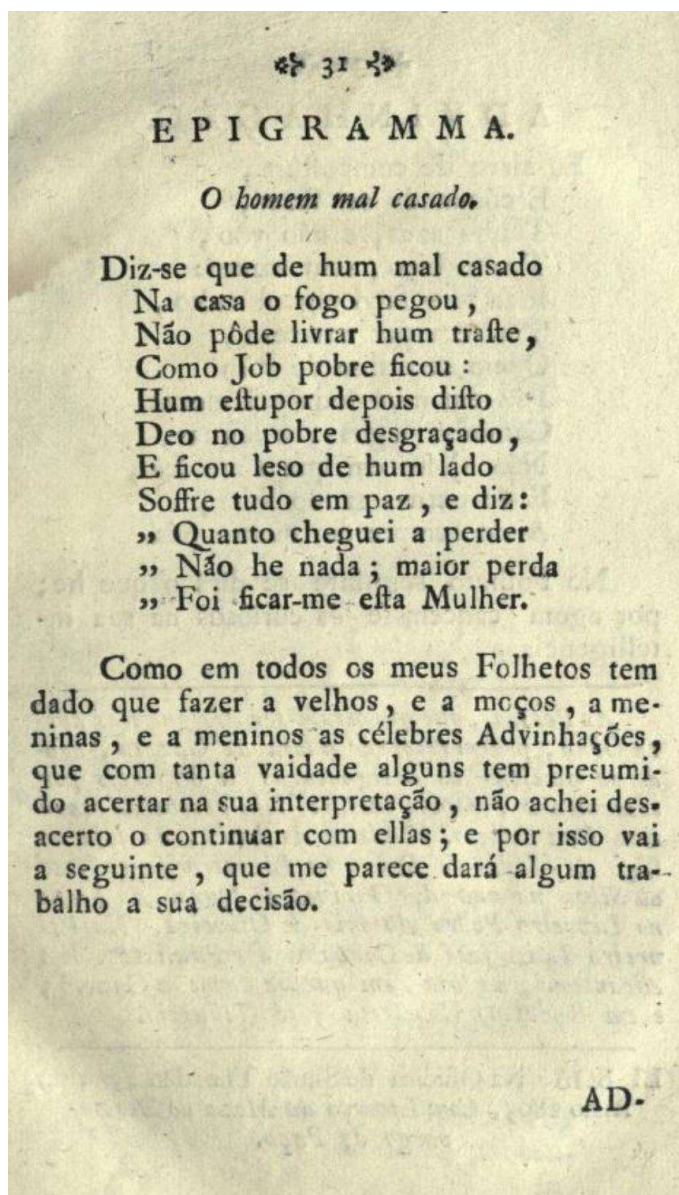 31
EPIGRAMMA.
O homem mal casado.
Diz-se que de hum mal casado
Na casa o fogo pegou ,
Não pôde livrar hum traſte,
Como Job pobre ficou :
Hum eſtupor depois diſto
Deo no pobre desgraçado,
E ficou leso de hum lado
Soffre tudo em paz , e diz:
,, Quanto cheguei a perder
,, Não he nada ; maior perda
,, Foi ficar-me eſta Mulher.
Como em todos os meus Folhetos tem
dado que fazer a velhos, e a moços , a me-
ninas , e a meninos as célebres Advinhações,
que com tanta vaidade alguns tem presumi-
do acertar na sua interpretação , não achei des-
acerto o continuar com ellas ; e por isso vai
a seguinte , que me parece dará algum tra-
balho a sua decisão.
AD-